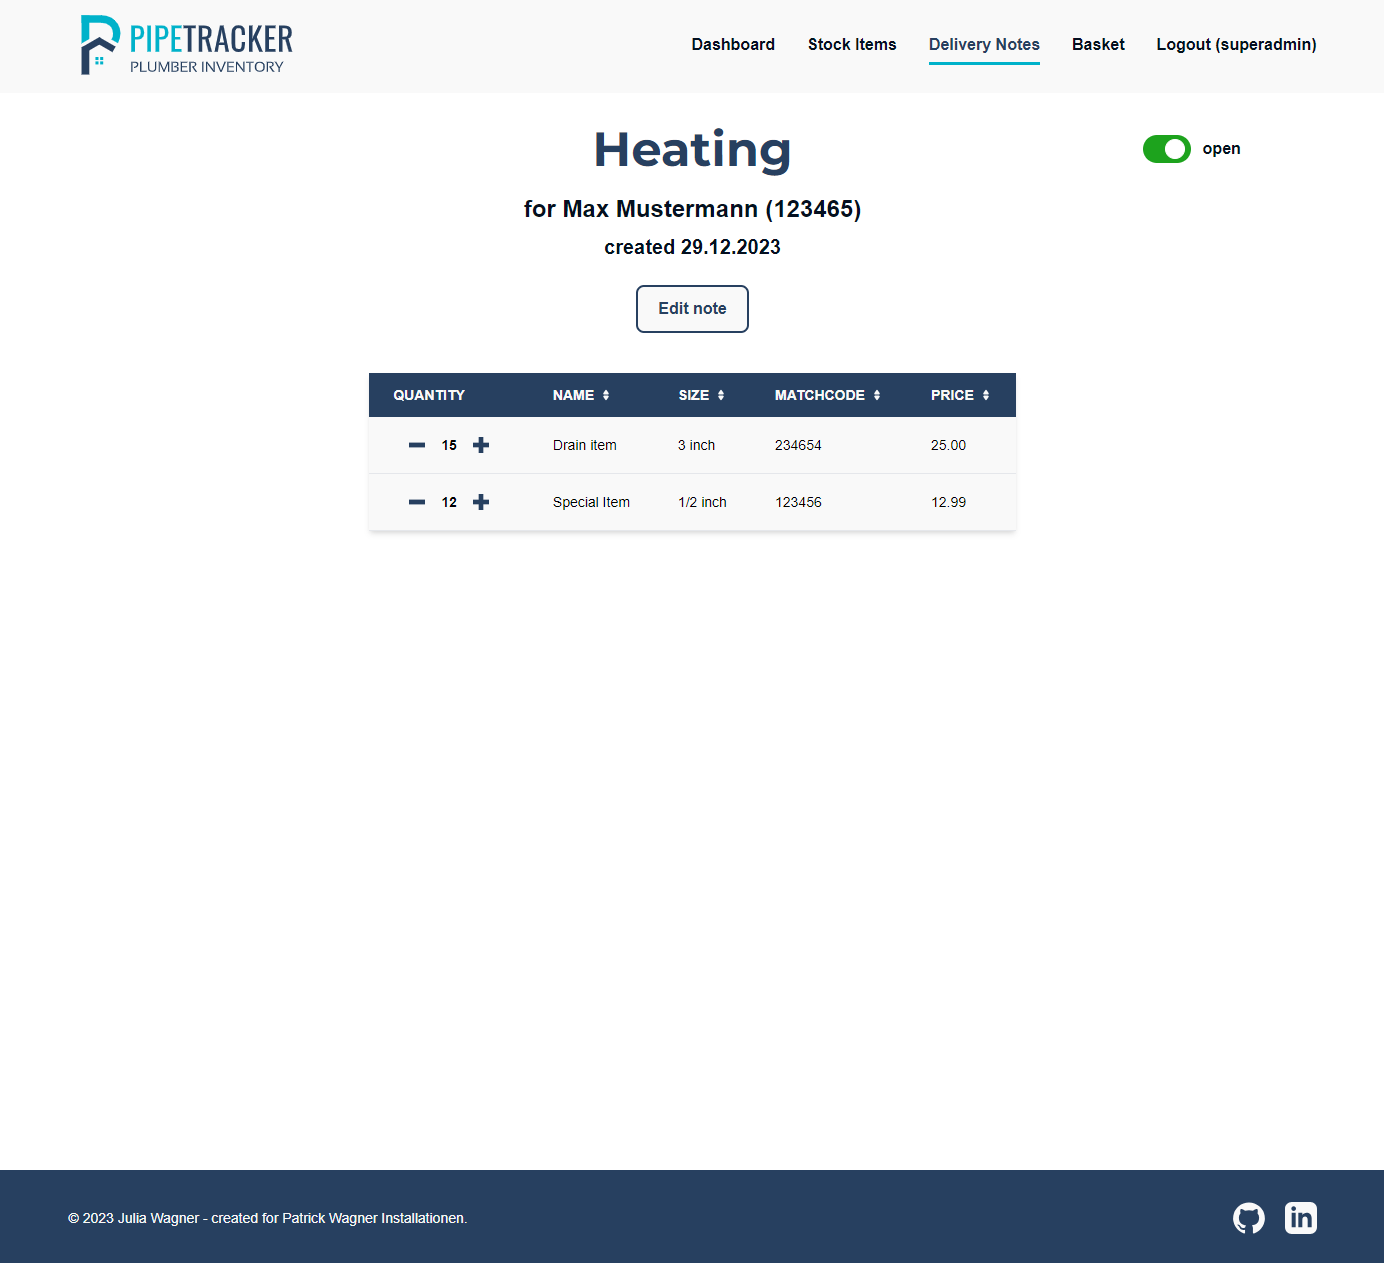 PIPETRACKER
PLUMBER INVENTORY
Dashboard Stock Items Delivery Notes Basket Logout (superadmin)
Heating
open
for Max Mustermann (123465)
created 29.12.2023
Edit note
QUANTITY NAME SIZE MATCHCODE PRICE
15 Drain item 3 inch 234654 25.00
12 Special Item 1/2 inch 123456 12.99
© 2023 Julia Wagner - created for Patrick Wagner Installationen.
in